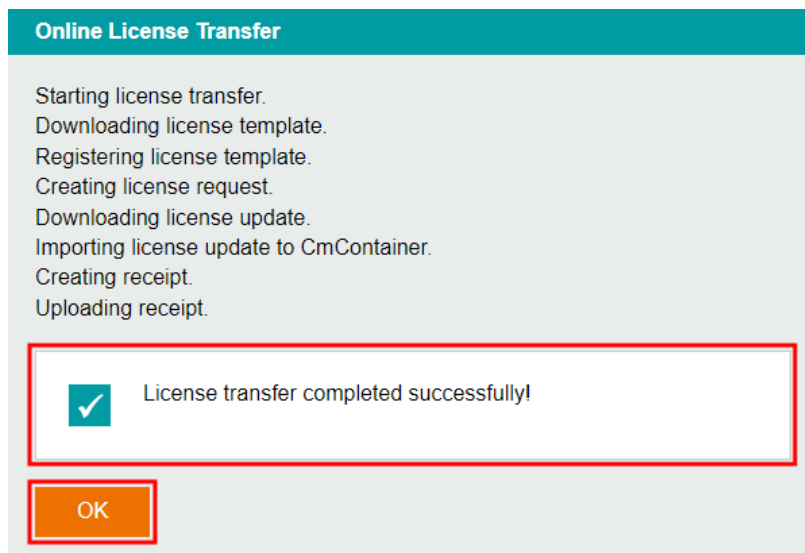 Online License Transfer
Starting license transfer.
Downloading license template.
Registering license template.
Creating license request.
Downloading license update.
Importing license update to CmContainer.
Creating receipt.
Uploading receipt.
License transfer completed successfully!
OK